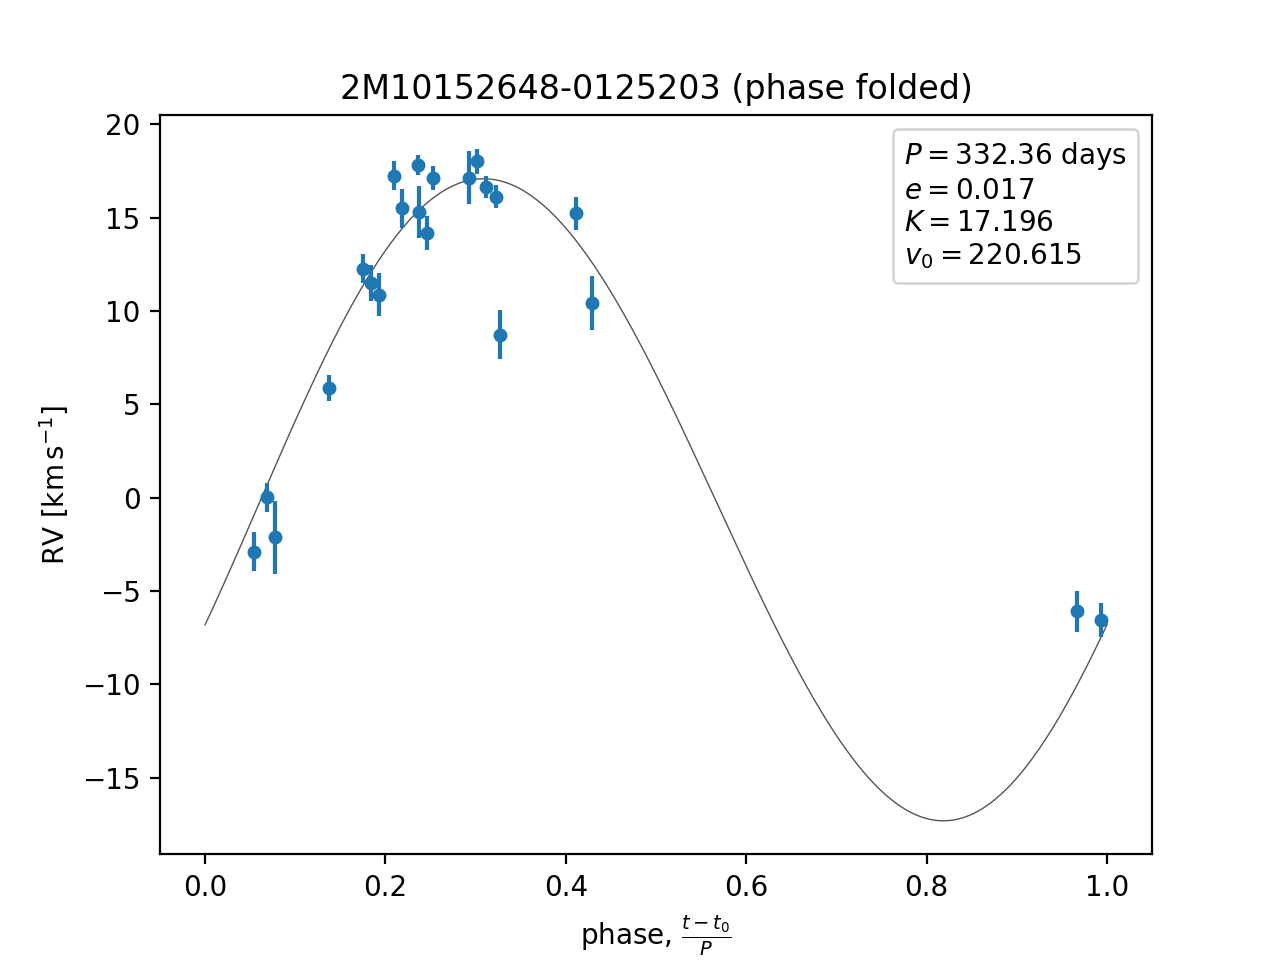 2M10152648-0125203 (phase folded)
P = 332.36 days
e = 0.017
K = 17.196
v₀ = 220.615
RV [km s⁻¹]
20
15
10
5
0
−5
−10
−15
0.0 0.2 0.4 0.6 0.8 1.0
phase, (t − t₀)/P